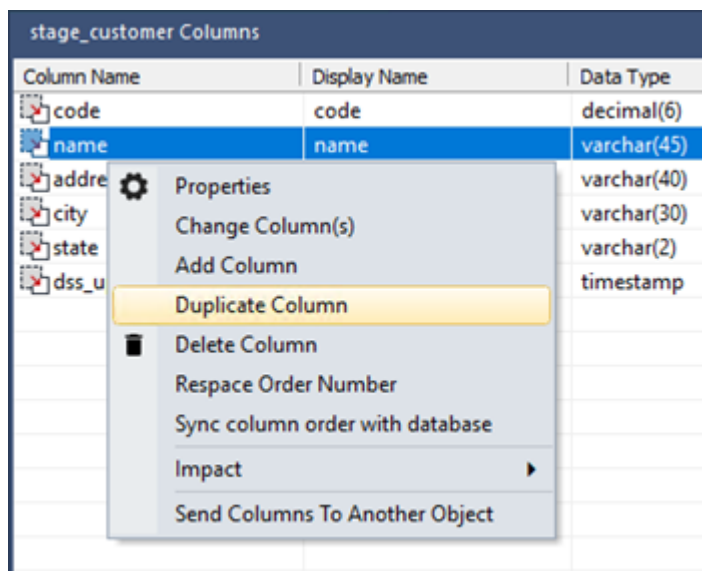 stage_customer Columns
Column Name Display Name Data Type
code code decimal(6)
name name varchar(45)
addre varchar(40)
city varchar(30)
state varchar(2)
dss_u timestamp
Properties
Change Column(s)
Add Column
Duplicate Column
Delete Column
Respace Order Number
Sync column order with database
Impact
Send Columns To Another Object